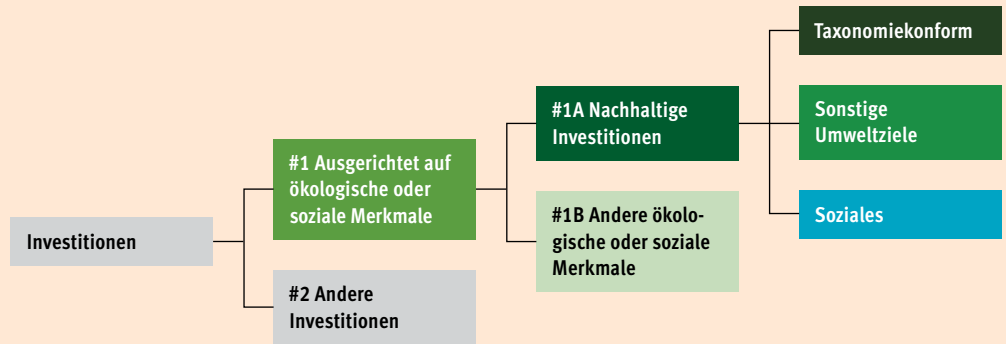 Investitionen
#1 Ausgerichtet auf
ökologische oder
soziale Merkmale
#2 Andere
Investitionen
#1A Nachhaltige
Investitionen
#1B Andere ökolo-
gische oder soziale
Merkmale
Taxonomiekonform
Sonstige
Umweltziele
Soziales